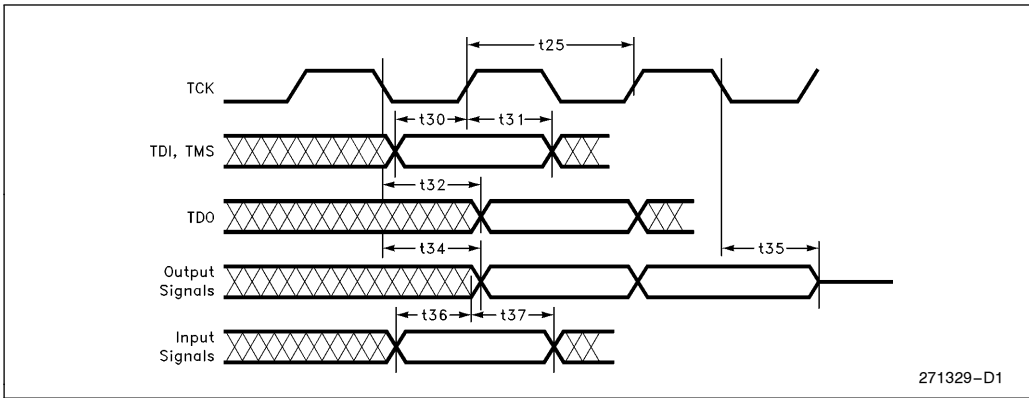 t25
TCK
t30
t31
TDI, TMS
t32
TDO
t34
t35
Output
Signals
t36
t37
Input
Signals
271329–D1